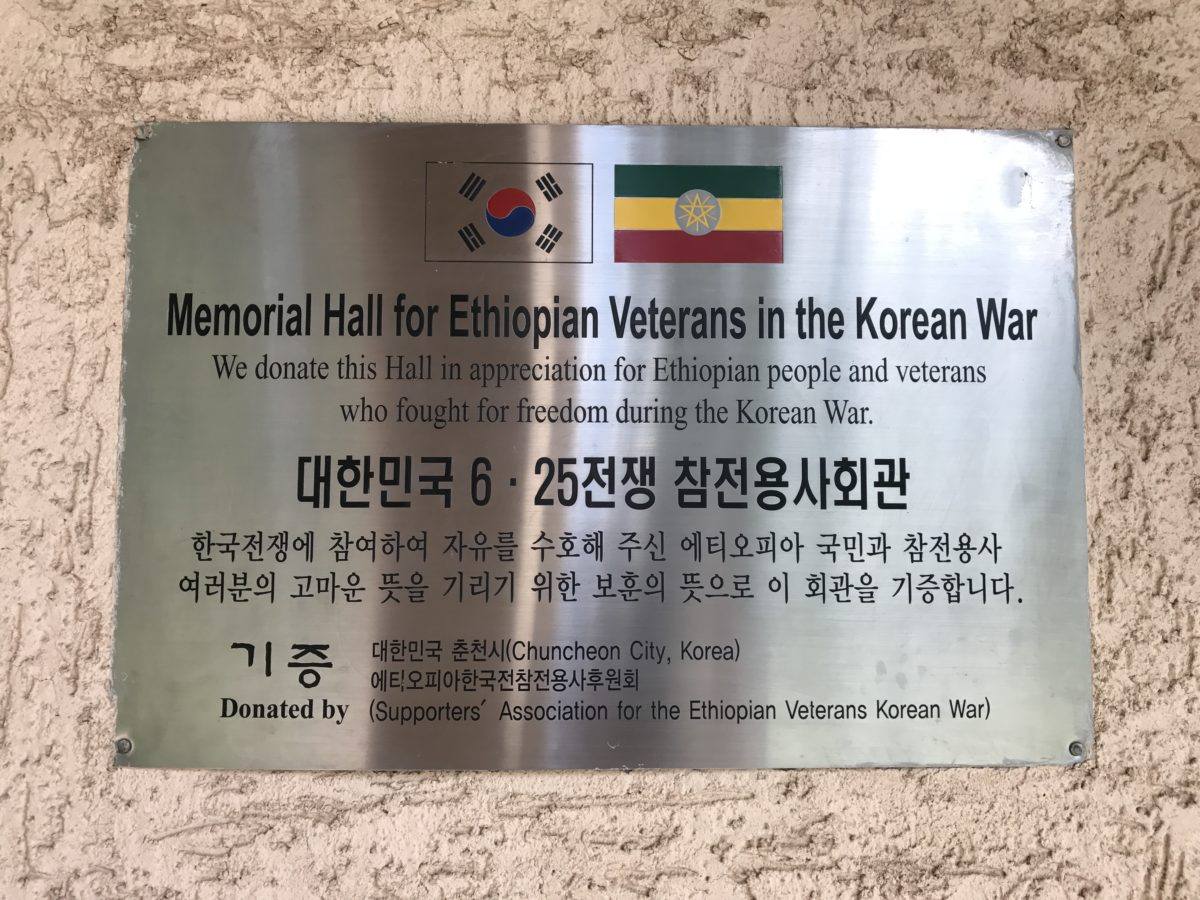 Memorial Hall for Ethiopian Veterans in the Korean War
We donate this Hall in appreciation for Ethiopian people and veterans
who fought for freedom during the Korean War.
대한민국 6 · 25전쟁 참전용사회관
한국전쟁에 참여하여 자유를 수호해 주신 에티오피아 국민과 참전용사
여러분의 고마운 뜻을 기리기 위한 보훈의 뜻으로 이 회관을 기증합니다.
기증 대한민국 춘천시(Chuncheon City, Korea)
에티오피아한국전참전용사후원회
Donated by (Supporters′ Association for the Ethiopian Veterans Korean War)